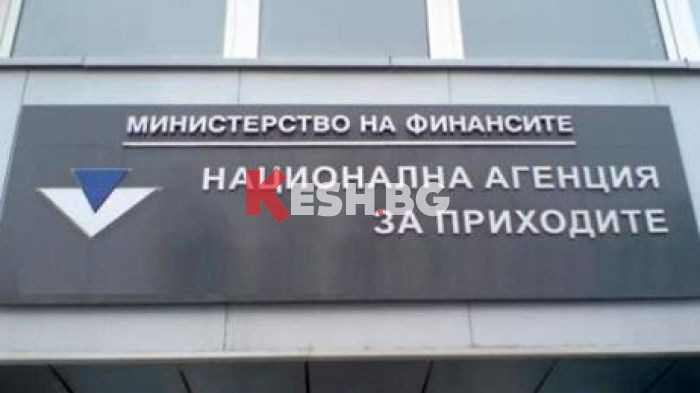 МИНИСТЕРСТВО НА ФИНАНСИТЕ
НАЦИОНАЛНА АГЕНЦИЯ
KESH.BG
ЗА ПРИХОДИТЕ